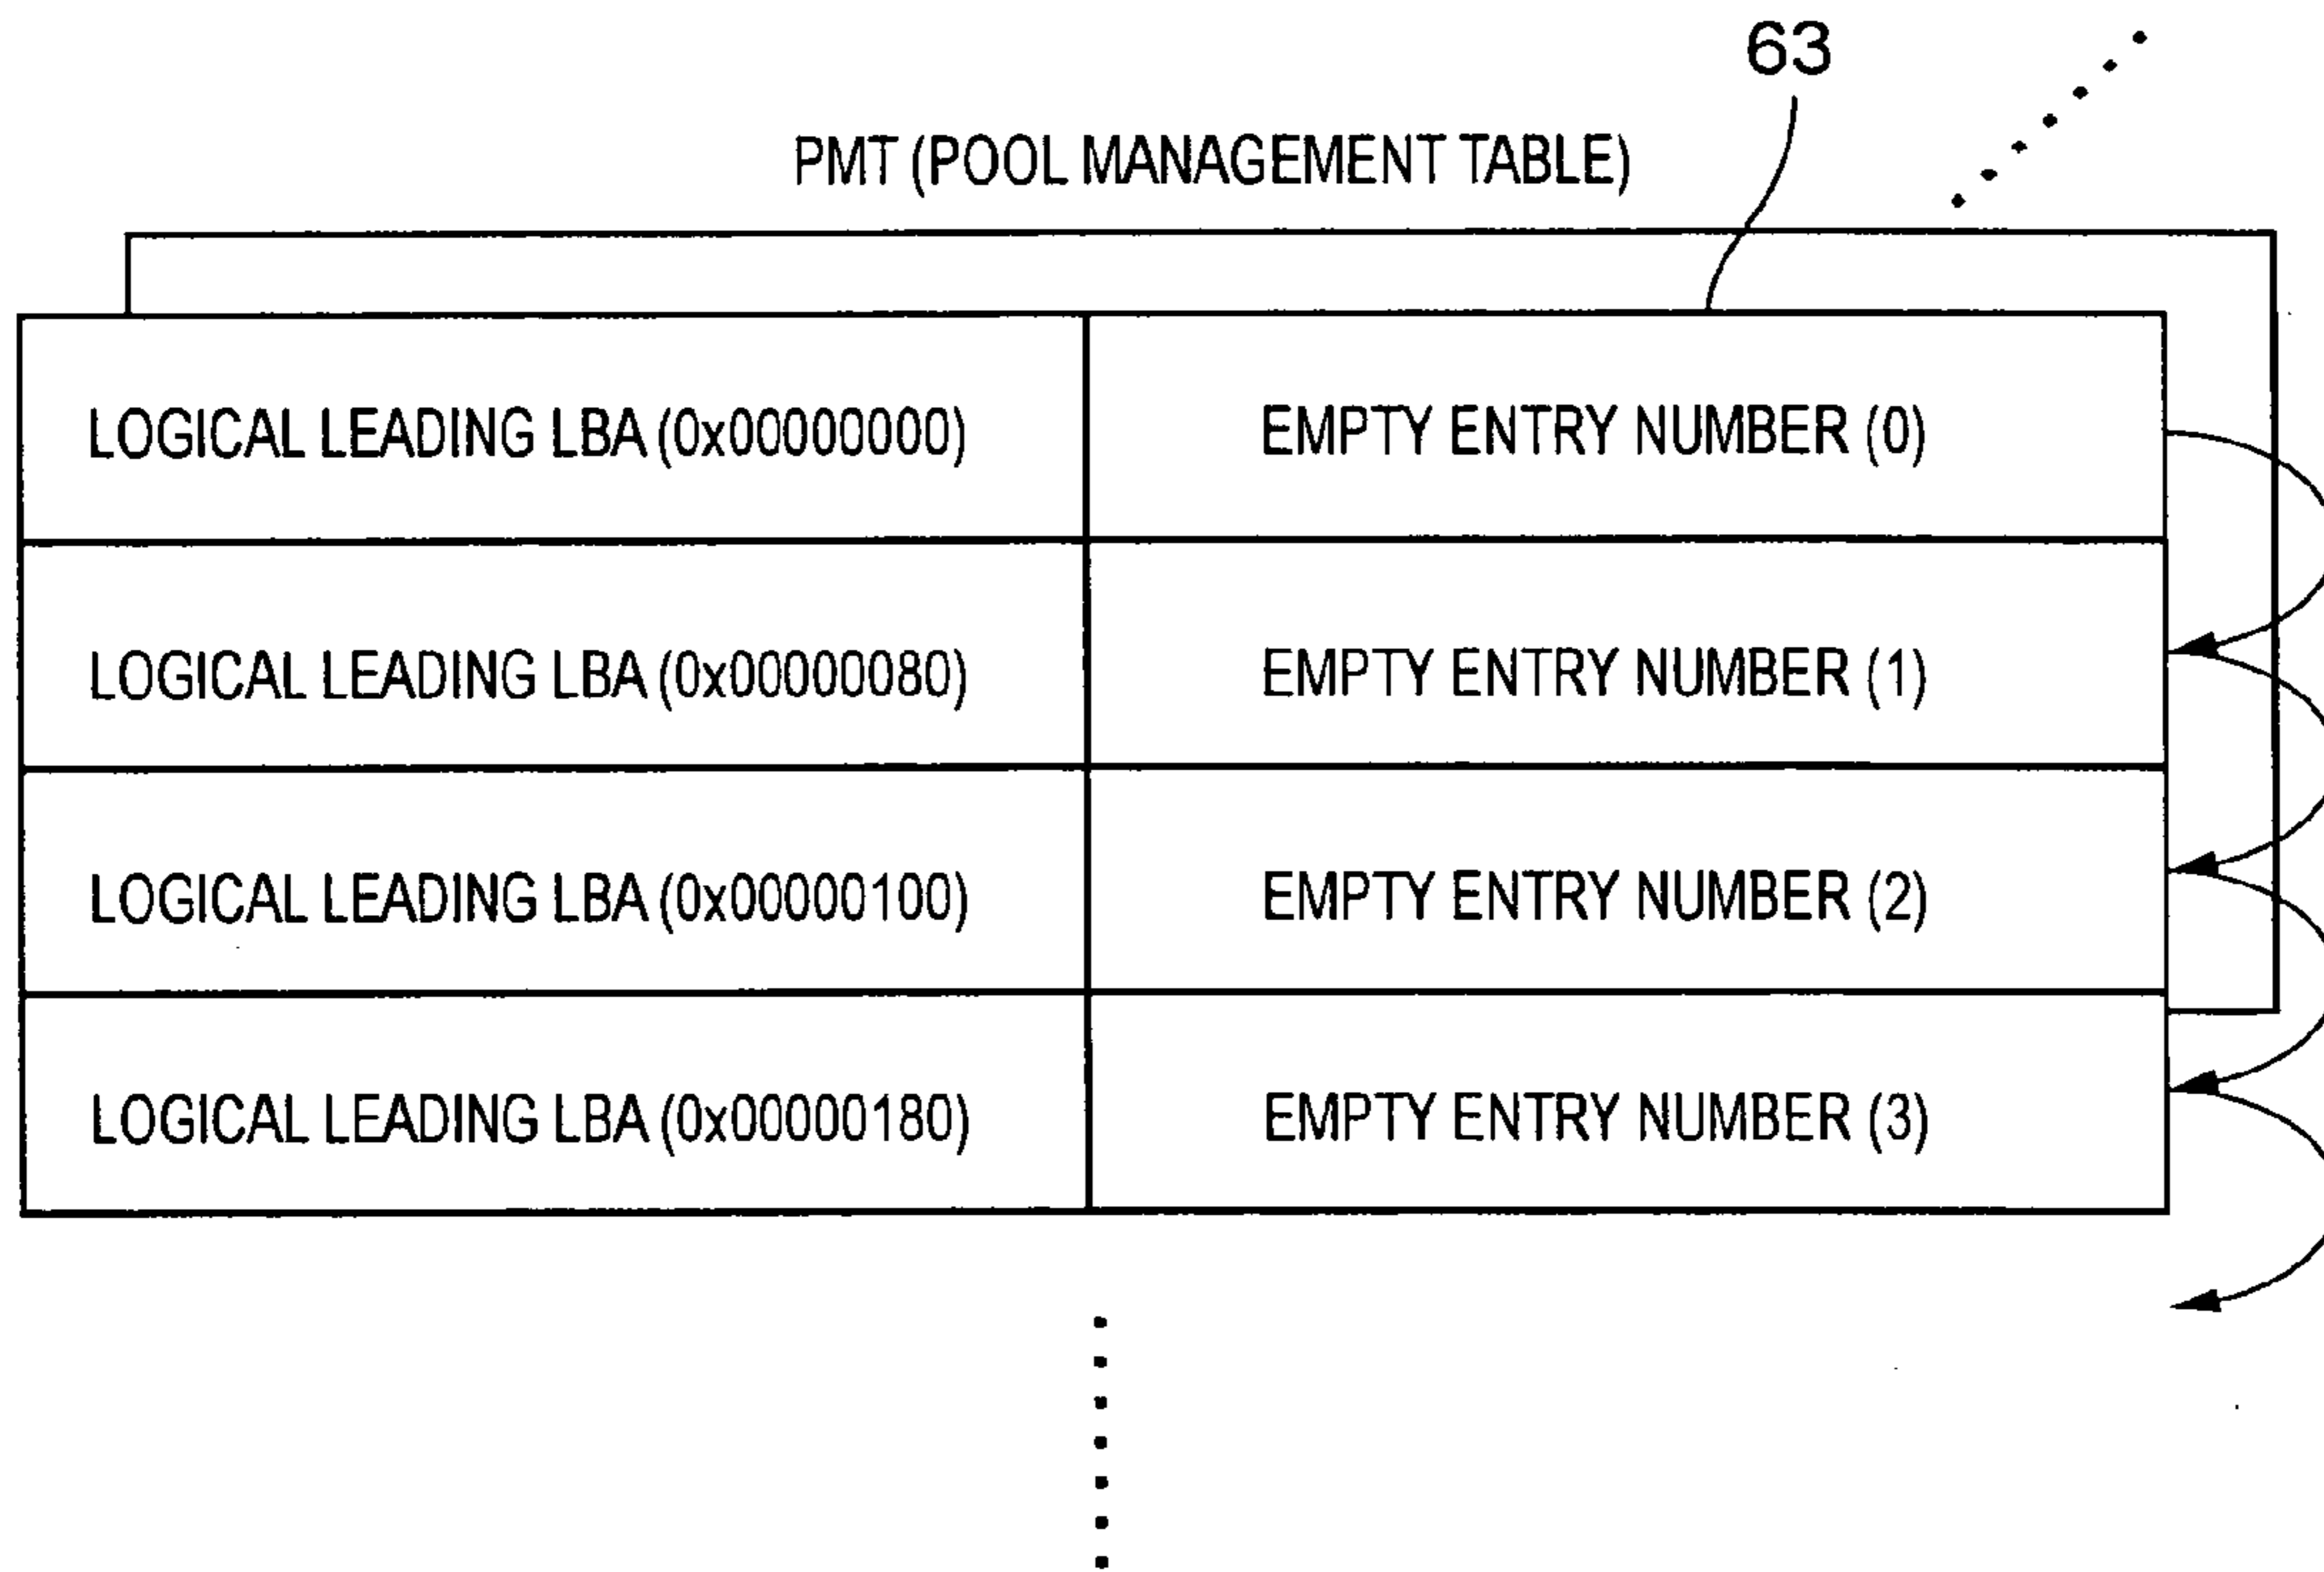 63
PMT (POOL MANAGEMENT TABLE)
LOGICAL LEADING LBA (0x00000000) EMPTY ENTRY NUMBER (0)
LOGICAL LEADING LBA (0x00000080) EMPTY ENTRY NUMBER (1)
LOGICAL LEADING LBA (0x00000100) EMPTY ENTRY NUMBER (2)
LOGICAL LEADING LBA (0x00000180) EMPTY ENTRY NUMBER (3)